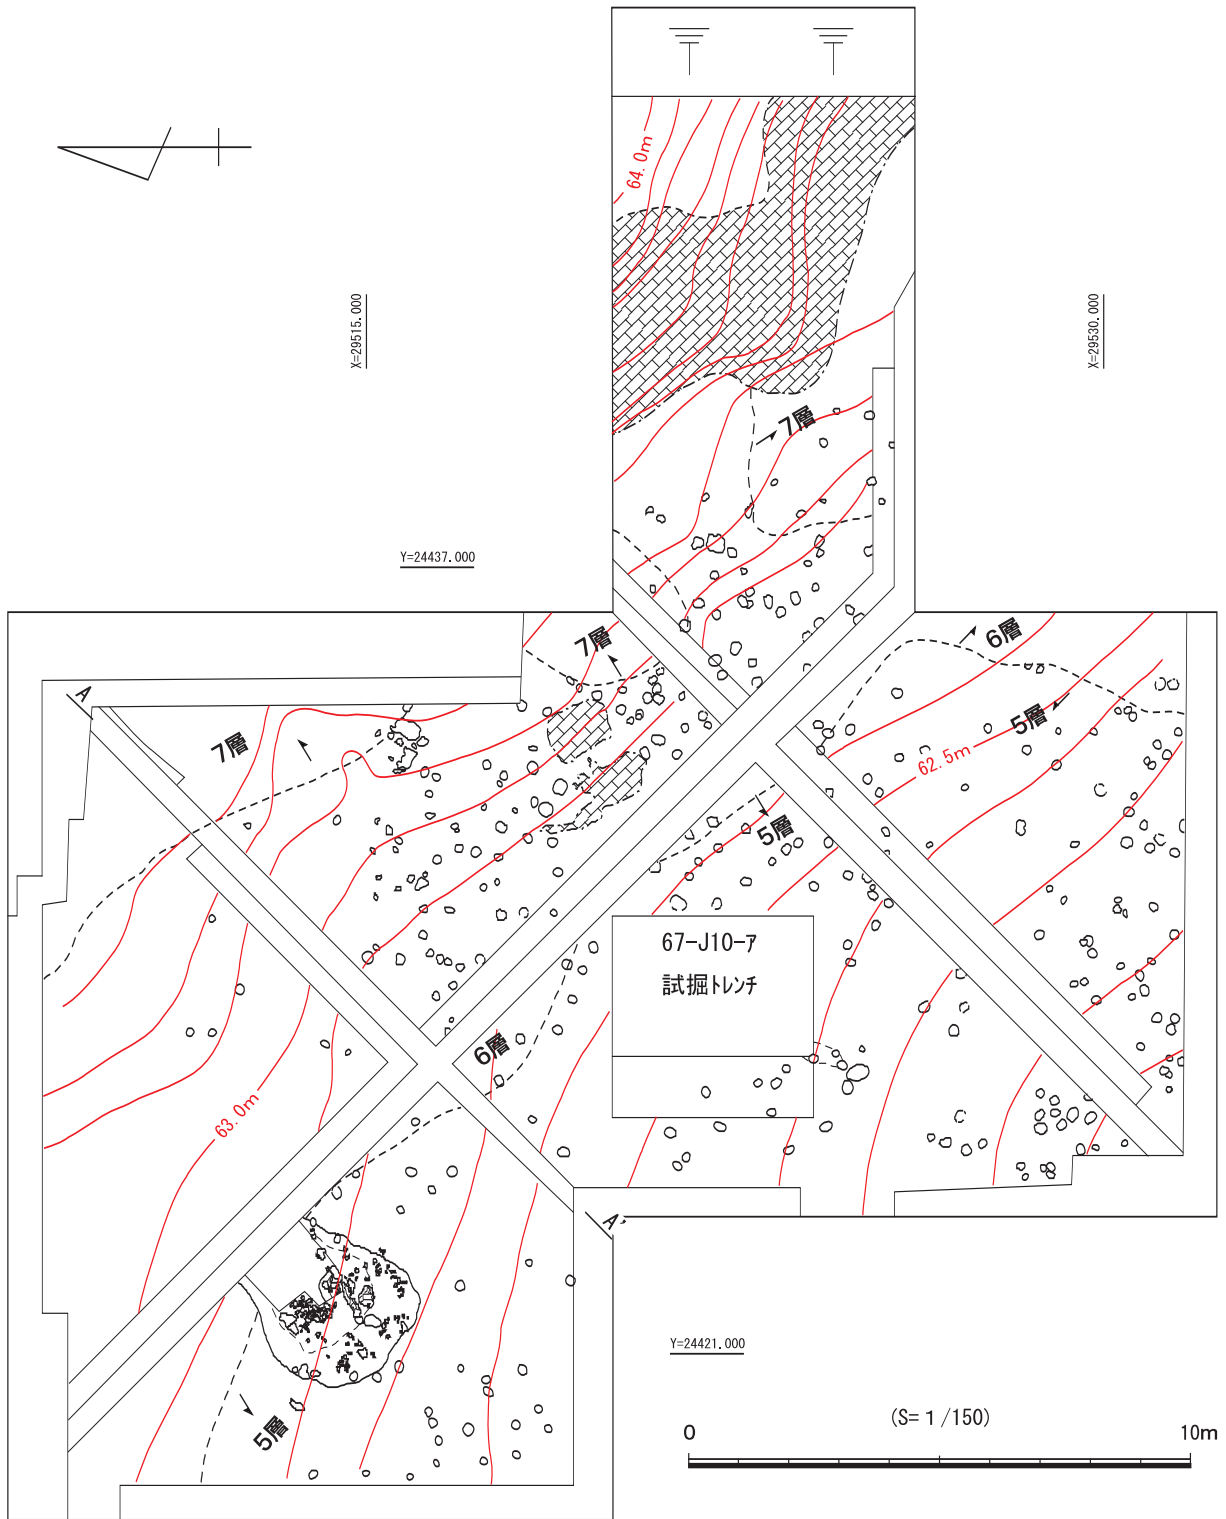 64.0m
X=29515.000
X=29530.000
7層
Y=24437.000
7層
6層
A
7層
5層
62.5m
5層
67-J10-ア
試掘トレンチ
6層
63.0m
A'
5層
Y=24421.000
(S=1/150)
0 10m